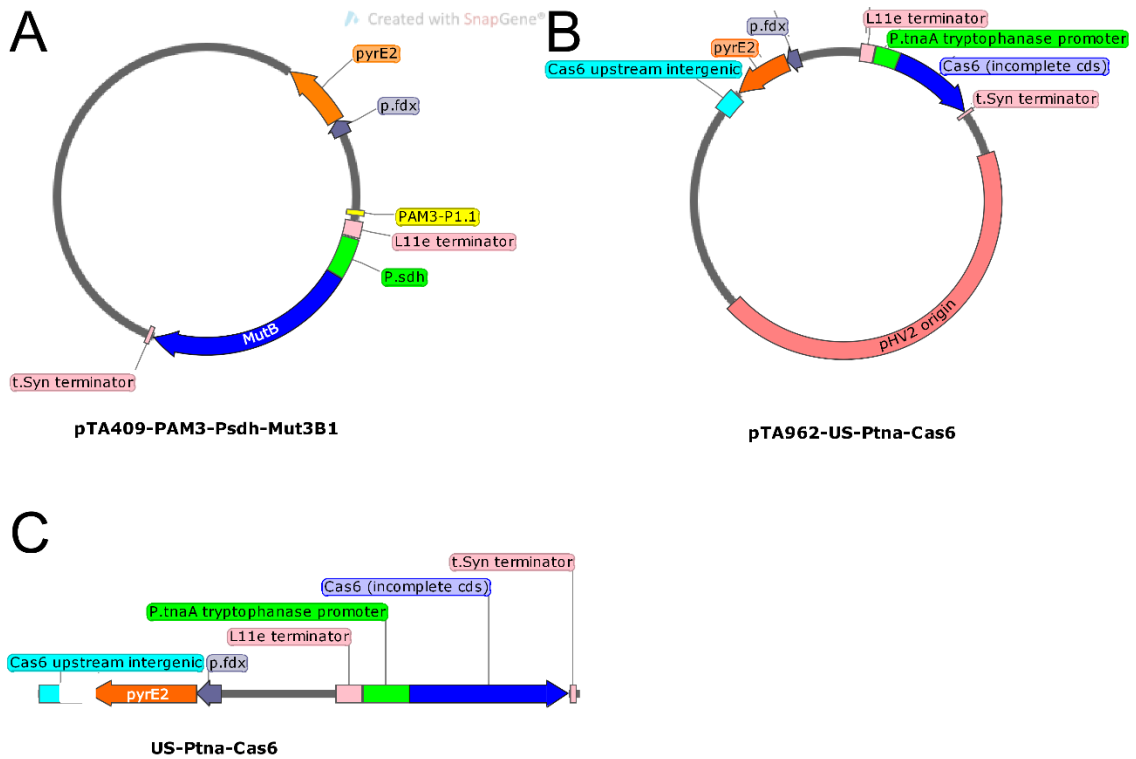 A
Created with SnapGene®
pyrE2
p.fdx
PAM3-P1.1
L11e terminator
P.sdh
MutB
t.Syn terminator
pTA409-PAM3-Psdh-Mut3B1
B
p.fdx
L11e terminator
pyrE2
P.tnaA tryptophanase promoter
Cas6 upstream intergenic
Cas6 (incomplete cds)
t.Syn terminator
pHV2 origin
pTA962-US-Ptna-Cas6
C
t.Syn terminator
Cas6 (incomplete cds)
P.tnaA tryptophanase promoter
L11e terminator
Cas6 upstream intergenic
p.fdx
pyrE2
US-Ptna-Cas6